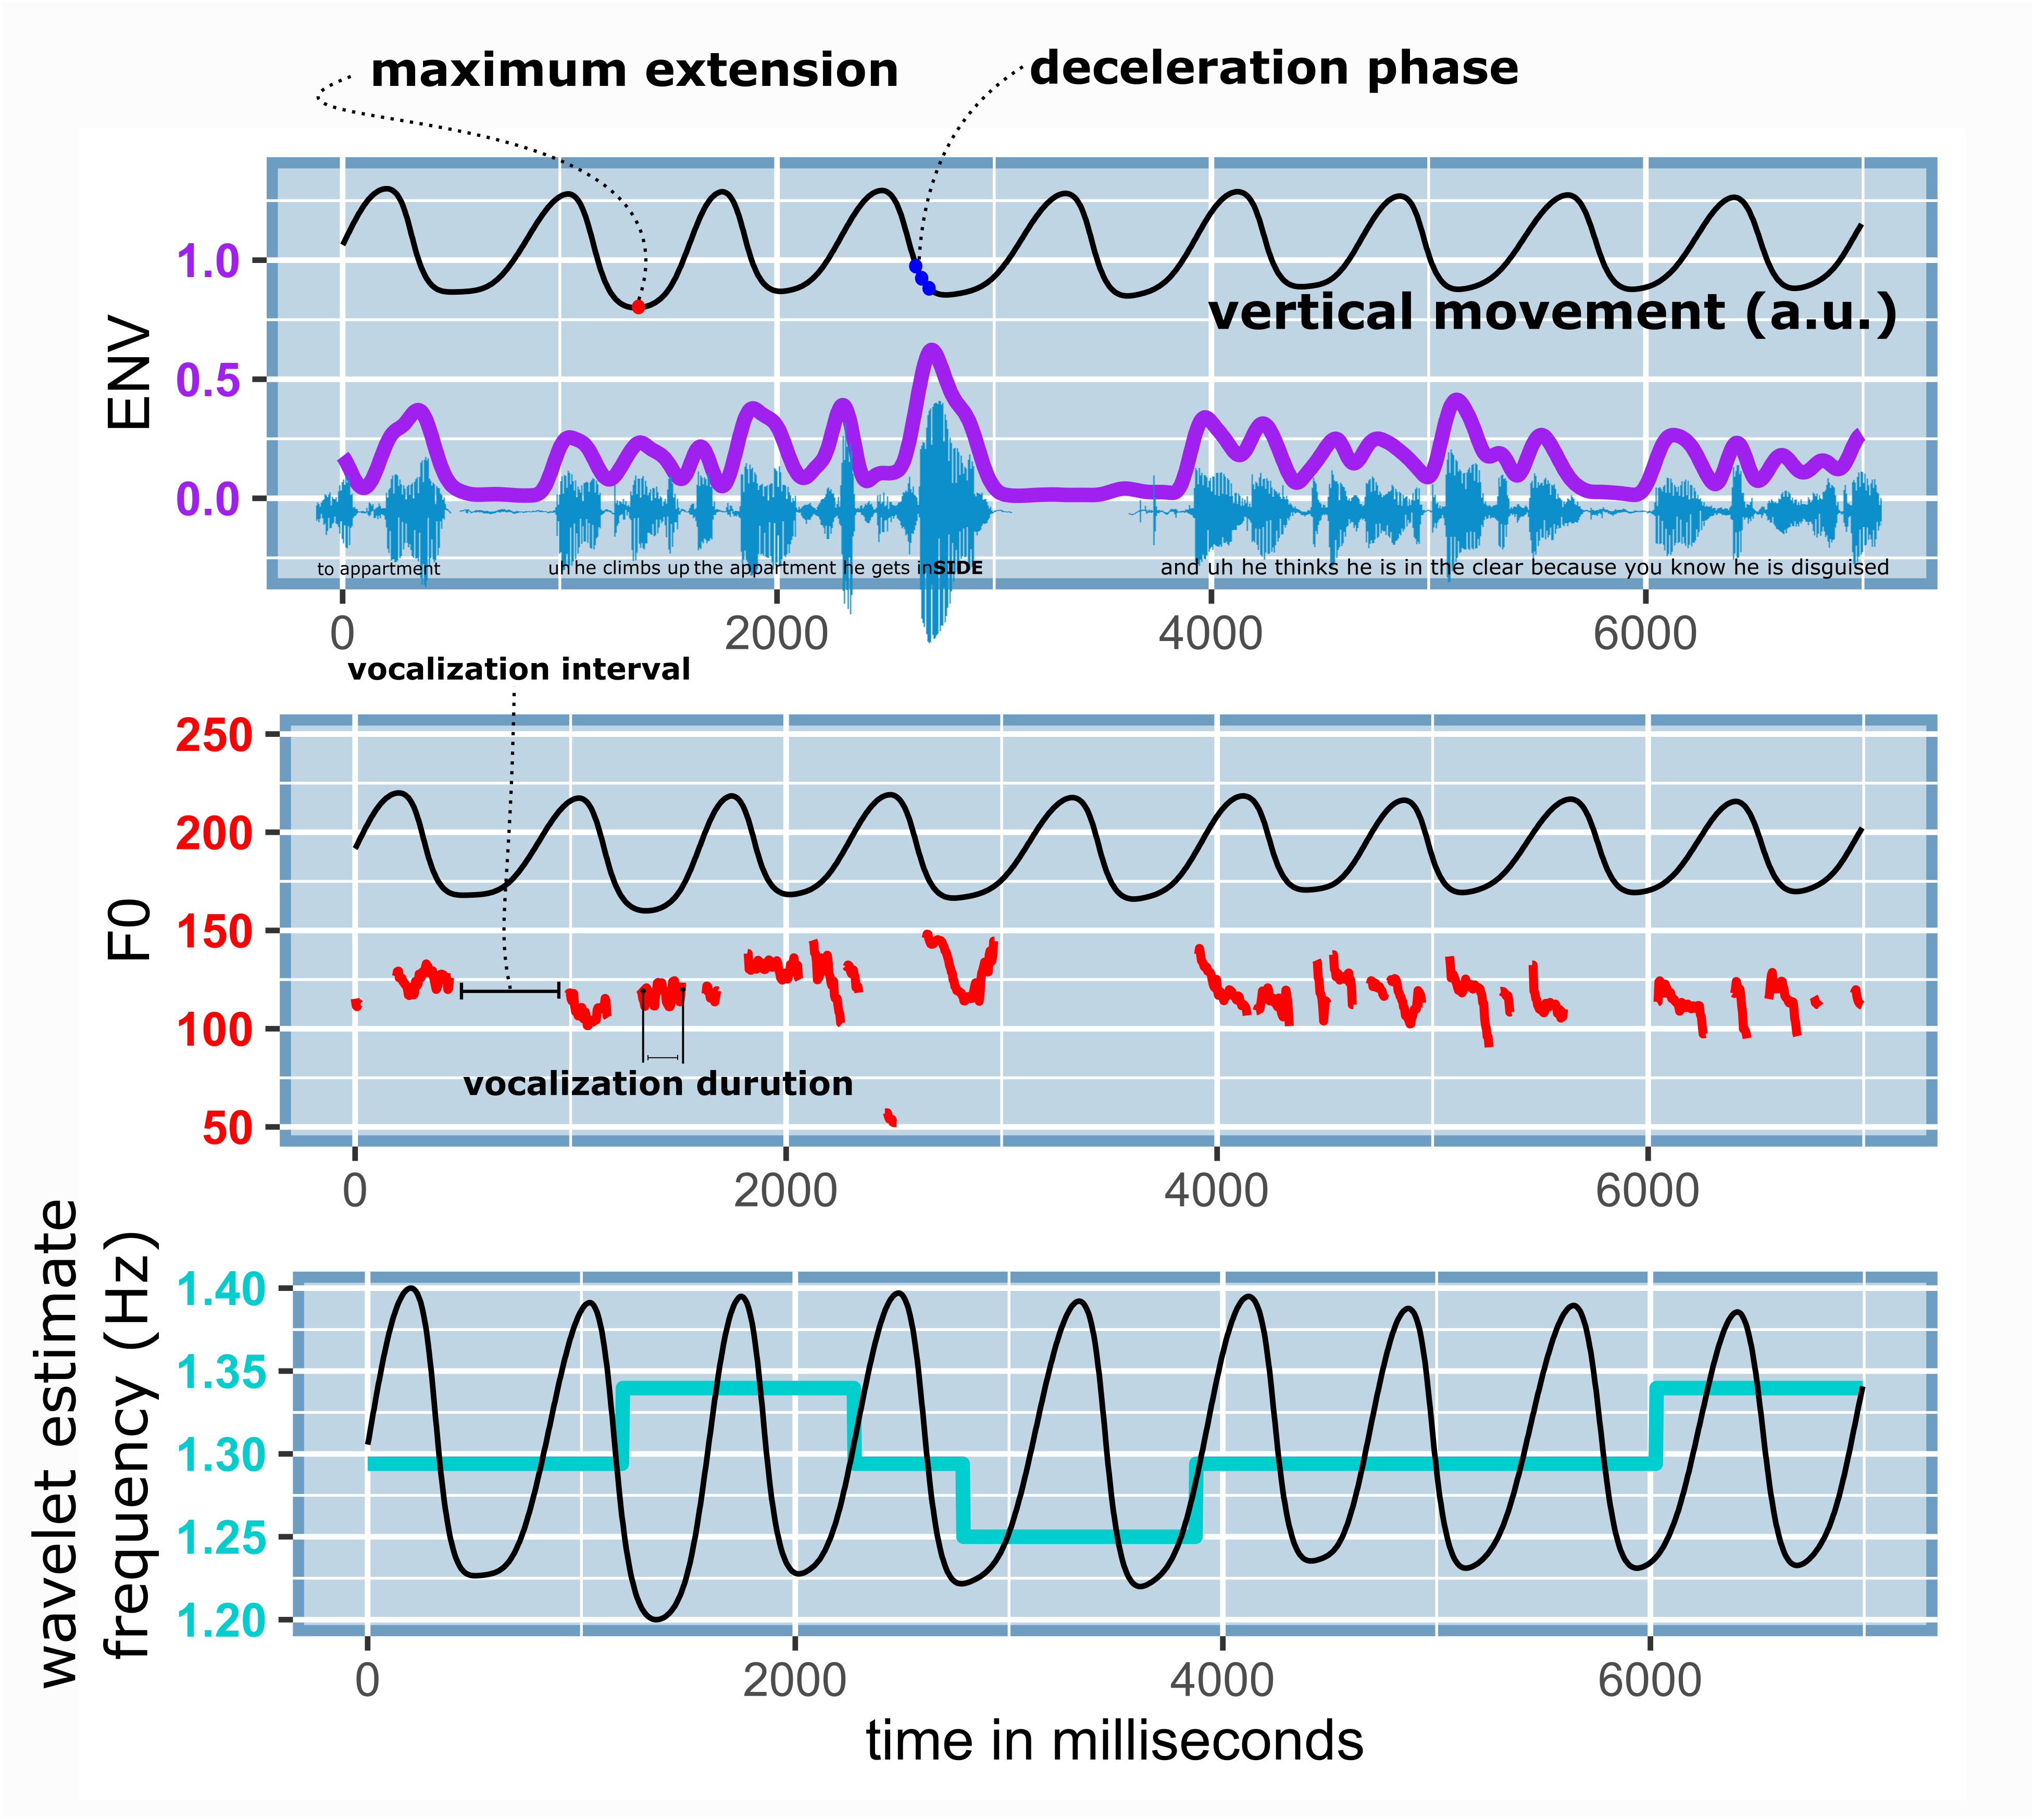 maximum extension
deceleration phase
ENV
1.0
0.5
0.0
vertical movement (a.u.)
to appartment
uh he climbs up the appartment he gets inSIDE
and uh he thinks he is in the clear because you know he is disguised
0 2000 4000 6000
vocalization interval
F0
250
200
150
100
50
vocalization durution
0 2000 4000 6000
wavelet estimate
frequency (Hz)
1.40
1.35
1.30
1.25
1.20
0 2000 4000 6000
time in milliseconds